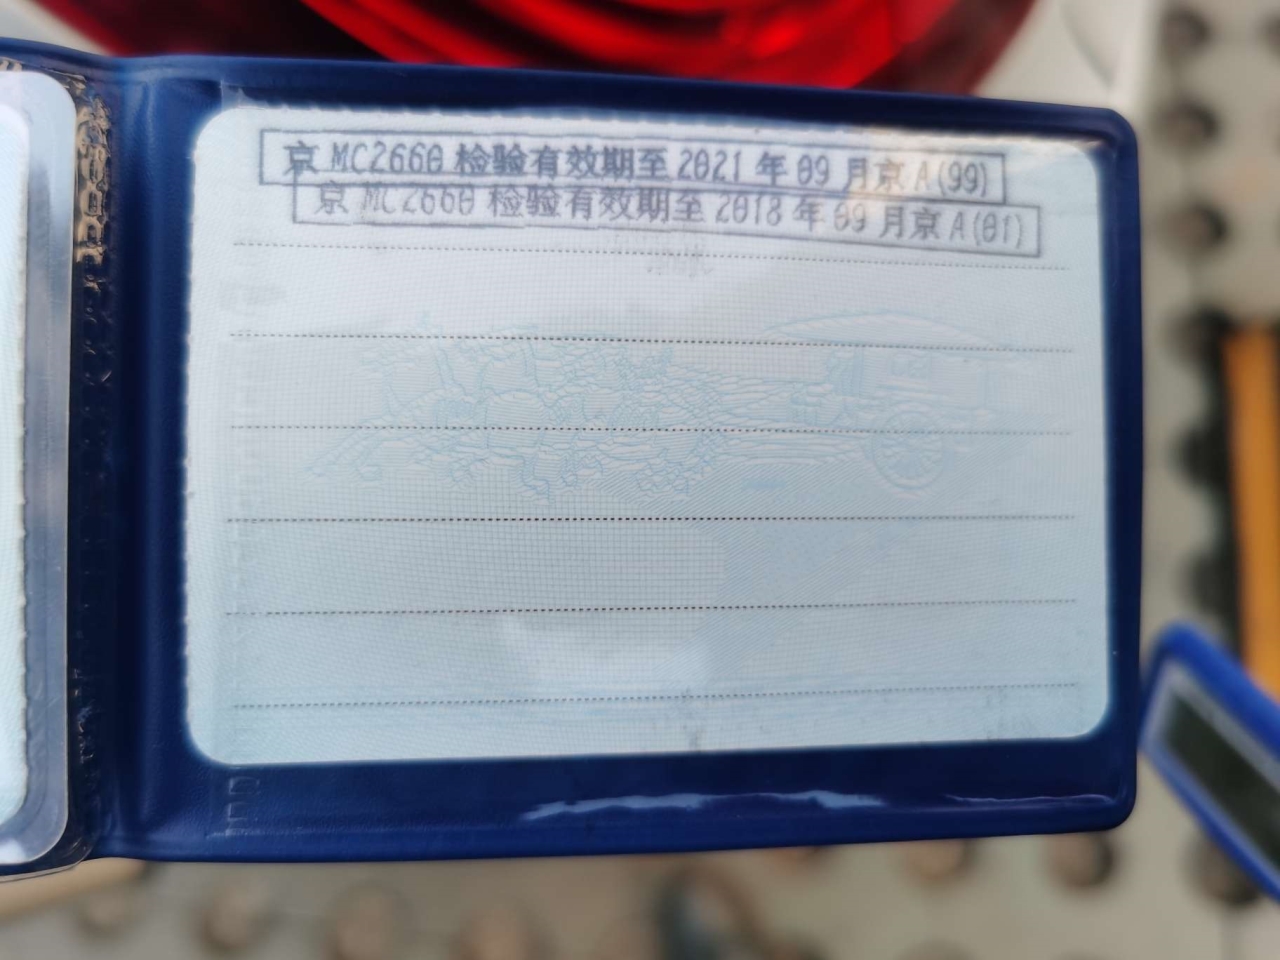 京 MC2660 检验有效期至 2021 年 09 月京 A(99)
京 MC2660 检验有效期至 2018 年 09 月京 A(01)